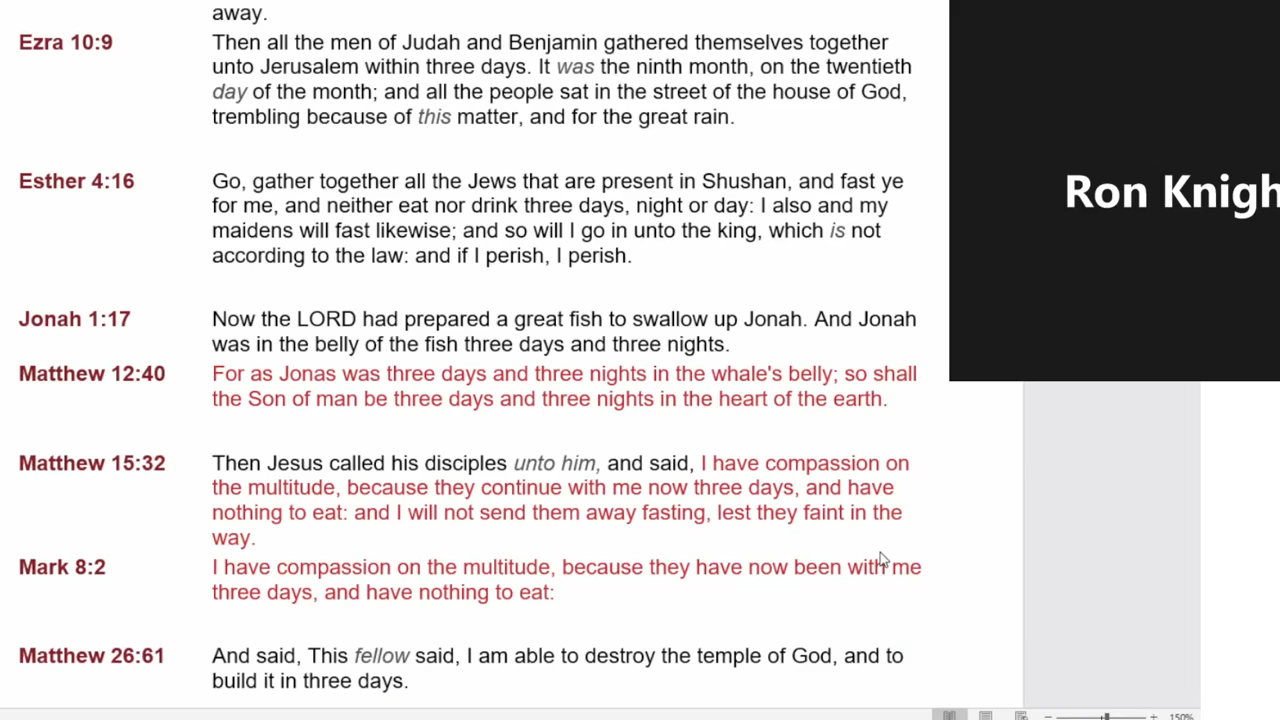 away.
Ezra 10:9 Then all the men of Judah and Benjamin gathered themselves together
unto Jerusalem within three days. It was the ninth month, on the twentieth
day of the month; and all the people sat in the street of the house of God,
trembling because of this matter, and for the great rain.
Esther 4:16 Go, gather together all the Jews that are present in Shushan, and fast ye
for me, and neither eat nor drink three days, night or day: I also and my
maidens will fast likewise; and so will I go in unto the king, which is not
according to the law: and if I perish, I perish.
Jonah 1:17 Now the LORD had prepared a great fish to swallow up Jonah. And Jonah
was in the belly of the fish three days and three nights.
Matthew 12:40 For as Jonas was three days and three nights in the whale's belly; so shall
the Son of man be three days and three nights in the heart of the earth.
Matthew 15:32 Then Jesus called his disciples unto him, and said, I have compassion on
the multitude, because they continue with me now three days, and have
nothing to eat: and I will not send them away fasting, lest they faint in the
way.
Mark 8:2 I have compassion on the multitude, because they have now been with me
three days, and have nothing to eat:
Matthew 26:61 And said, This fellow said, I am able to destroy the temple of God, and to
build it in three days.
Ron Knigh
150%